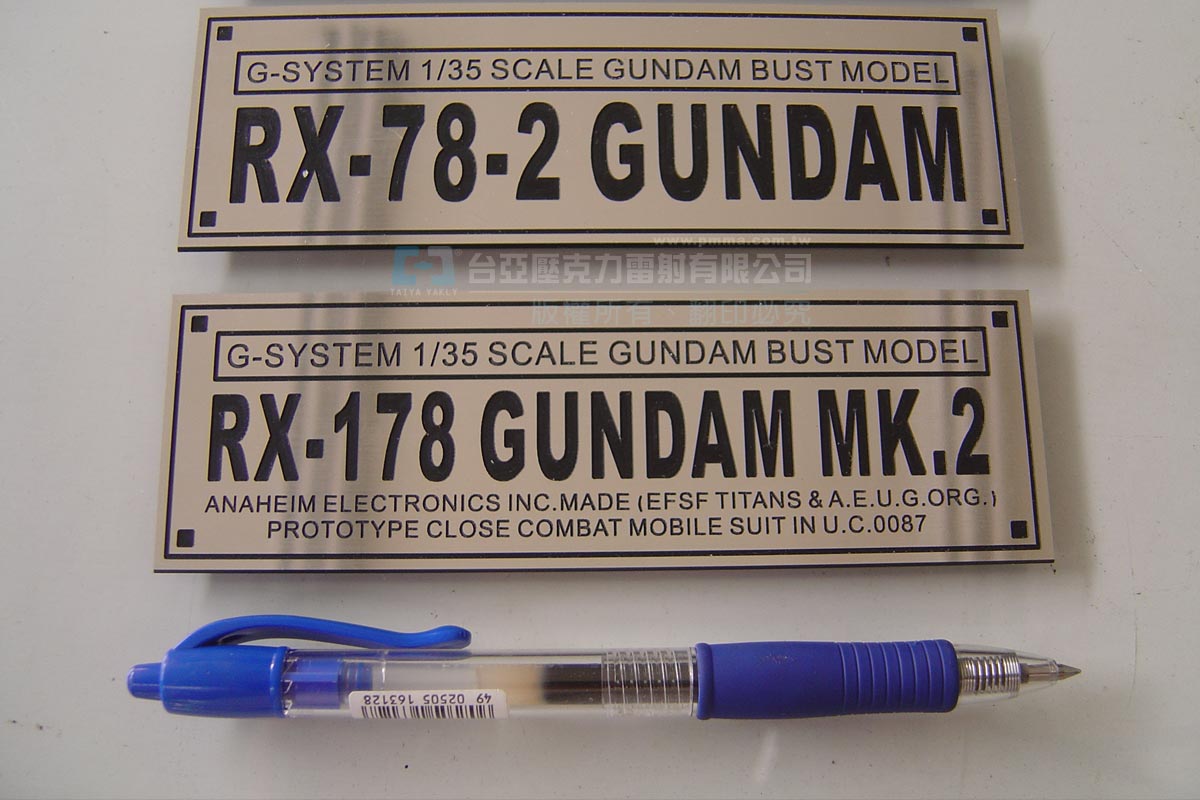 G-SYSTEM 1/35 SCALE GUNDAM BUST MODEL
RX-78-2 GUNDAM
www.pmma.com.tw
台亞壓克力雷射有限公司
TAIYA YAKLY
版權所有、翻印必究
G-SYSTEM 1/35 SCALE GUNDAM BUST MODEL
RX-178 GUNDAM MK.2
ANAHEIM ELECTRONICS INC.MADE (EFSF TITANS & A.E.U.G.ORG.)
PROTOTYPE CLOSE COMBAT MOBILE SUIT IN U.C.0087
49 02505 163128